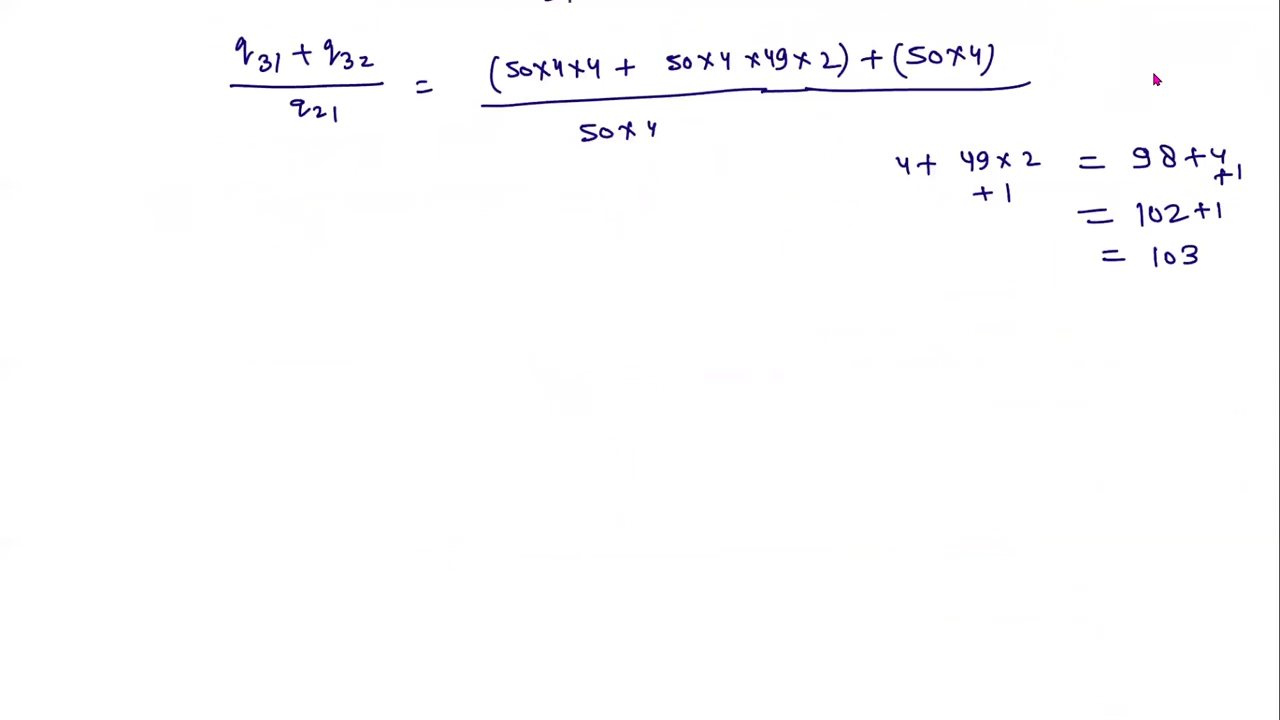 q31 + q32 / q21 = (50×4×4 + 50×4×49×2) + (50×4) / 50×4
4 + 49×2 + 1 = 98+4+1
= 102+1
= 103